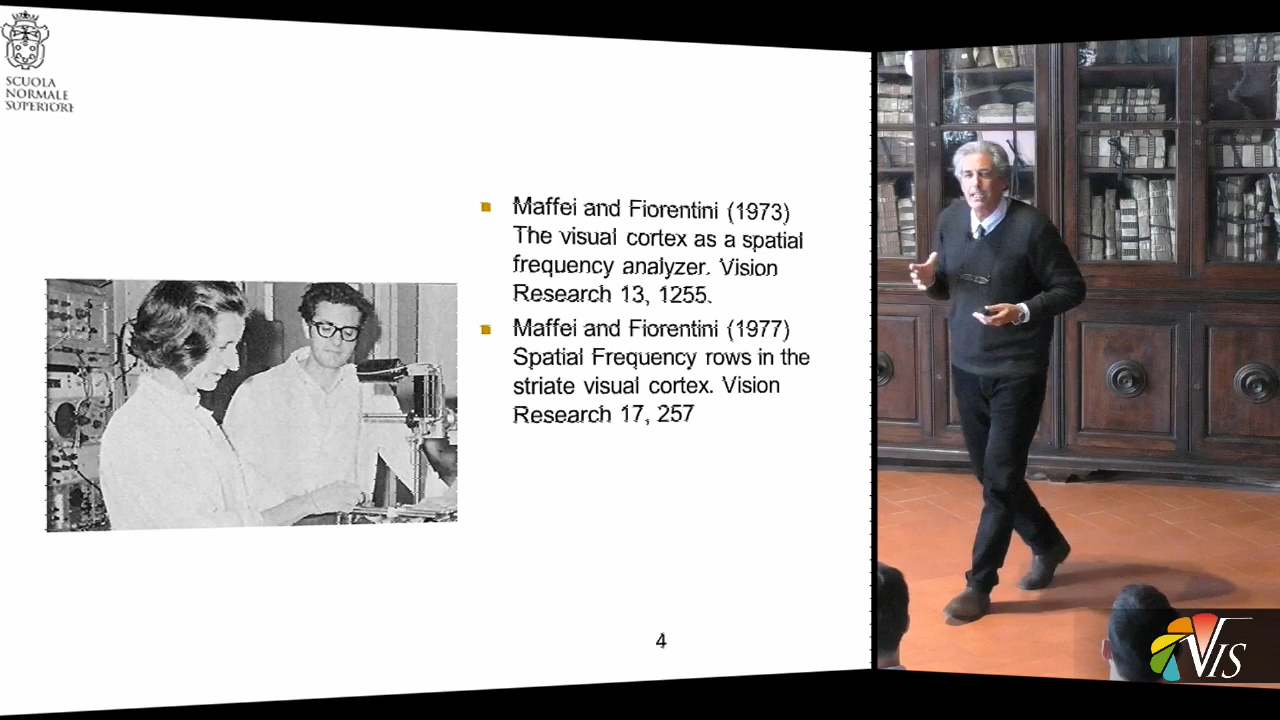 SCUOLA
NORMALE
SUPERIORE
Maffei and Fiorentini (1973)
The visual cortex as a spatial
frequency analyzer. Vision
Research 13, 1255.
Maffei and Fiorentini (1977)
Spatial Frequency rows in the
striate visual cortex. Vision
Research 17, 257
4
VIS